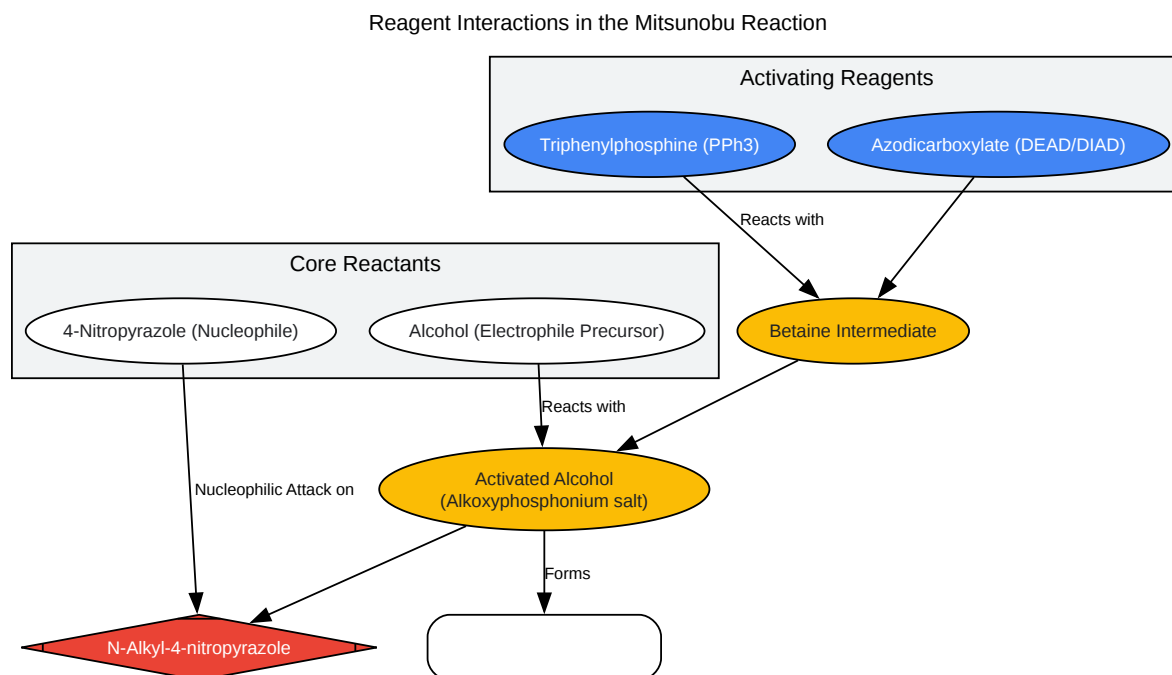 Reagent Interactions in the Mitsunobu Reaction
Activating Reagents
Triphenylphosphine (PPh3)
Azodicarboxylate (DEAD/DIAD)
Reacts with
Core Reactants
4-Nitropyrazole (Nucleophile)
Alcohol (Electrophile Precursor)
Betaine Intermediate
Reacts with
Activated Alcohol
(Alkoxyphosphonium salt)
Nucleophilic Attack on
Forms
N-Alkyl-4-nitropyrazole